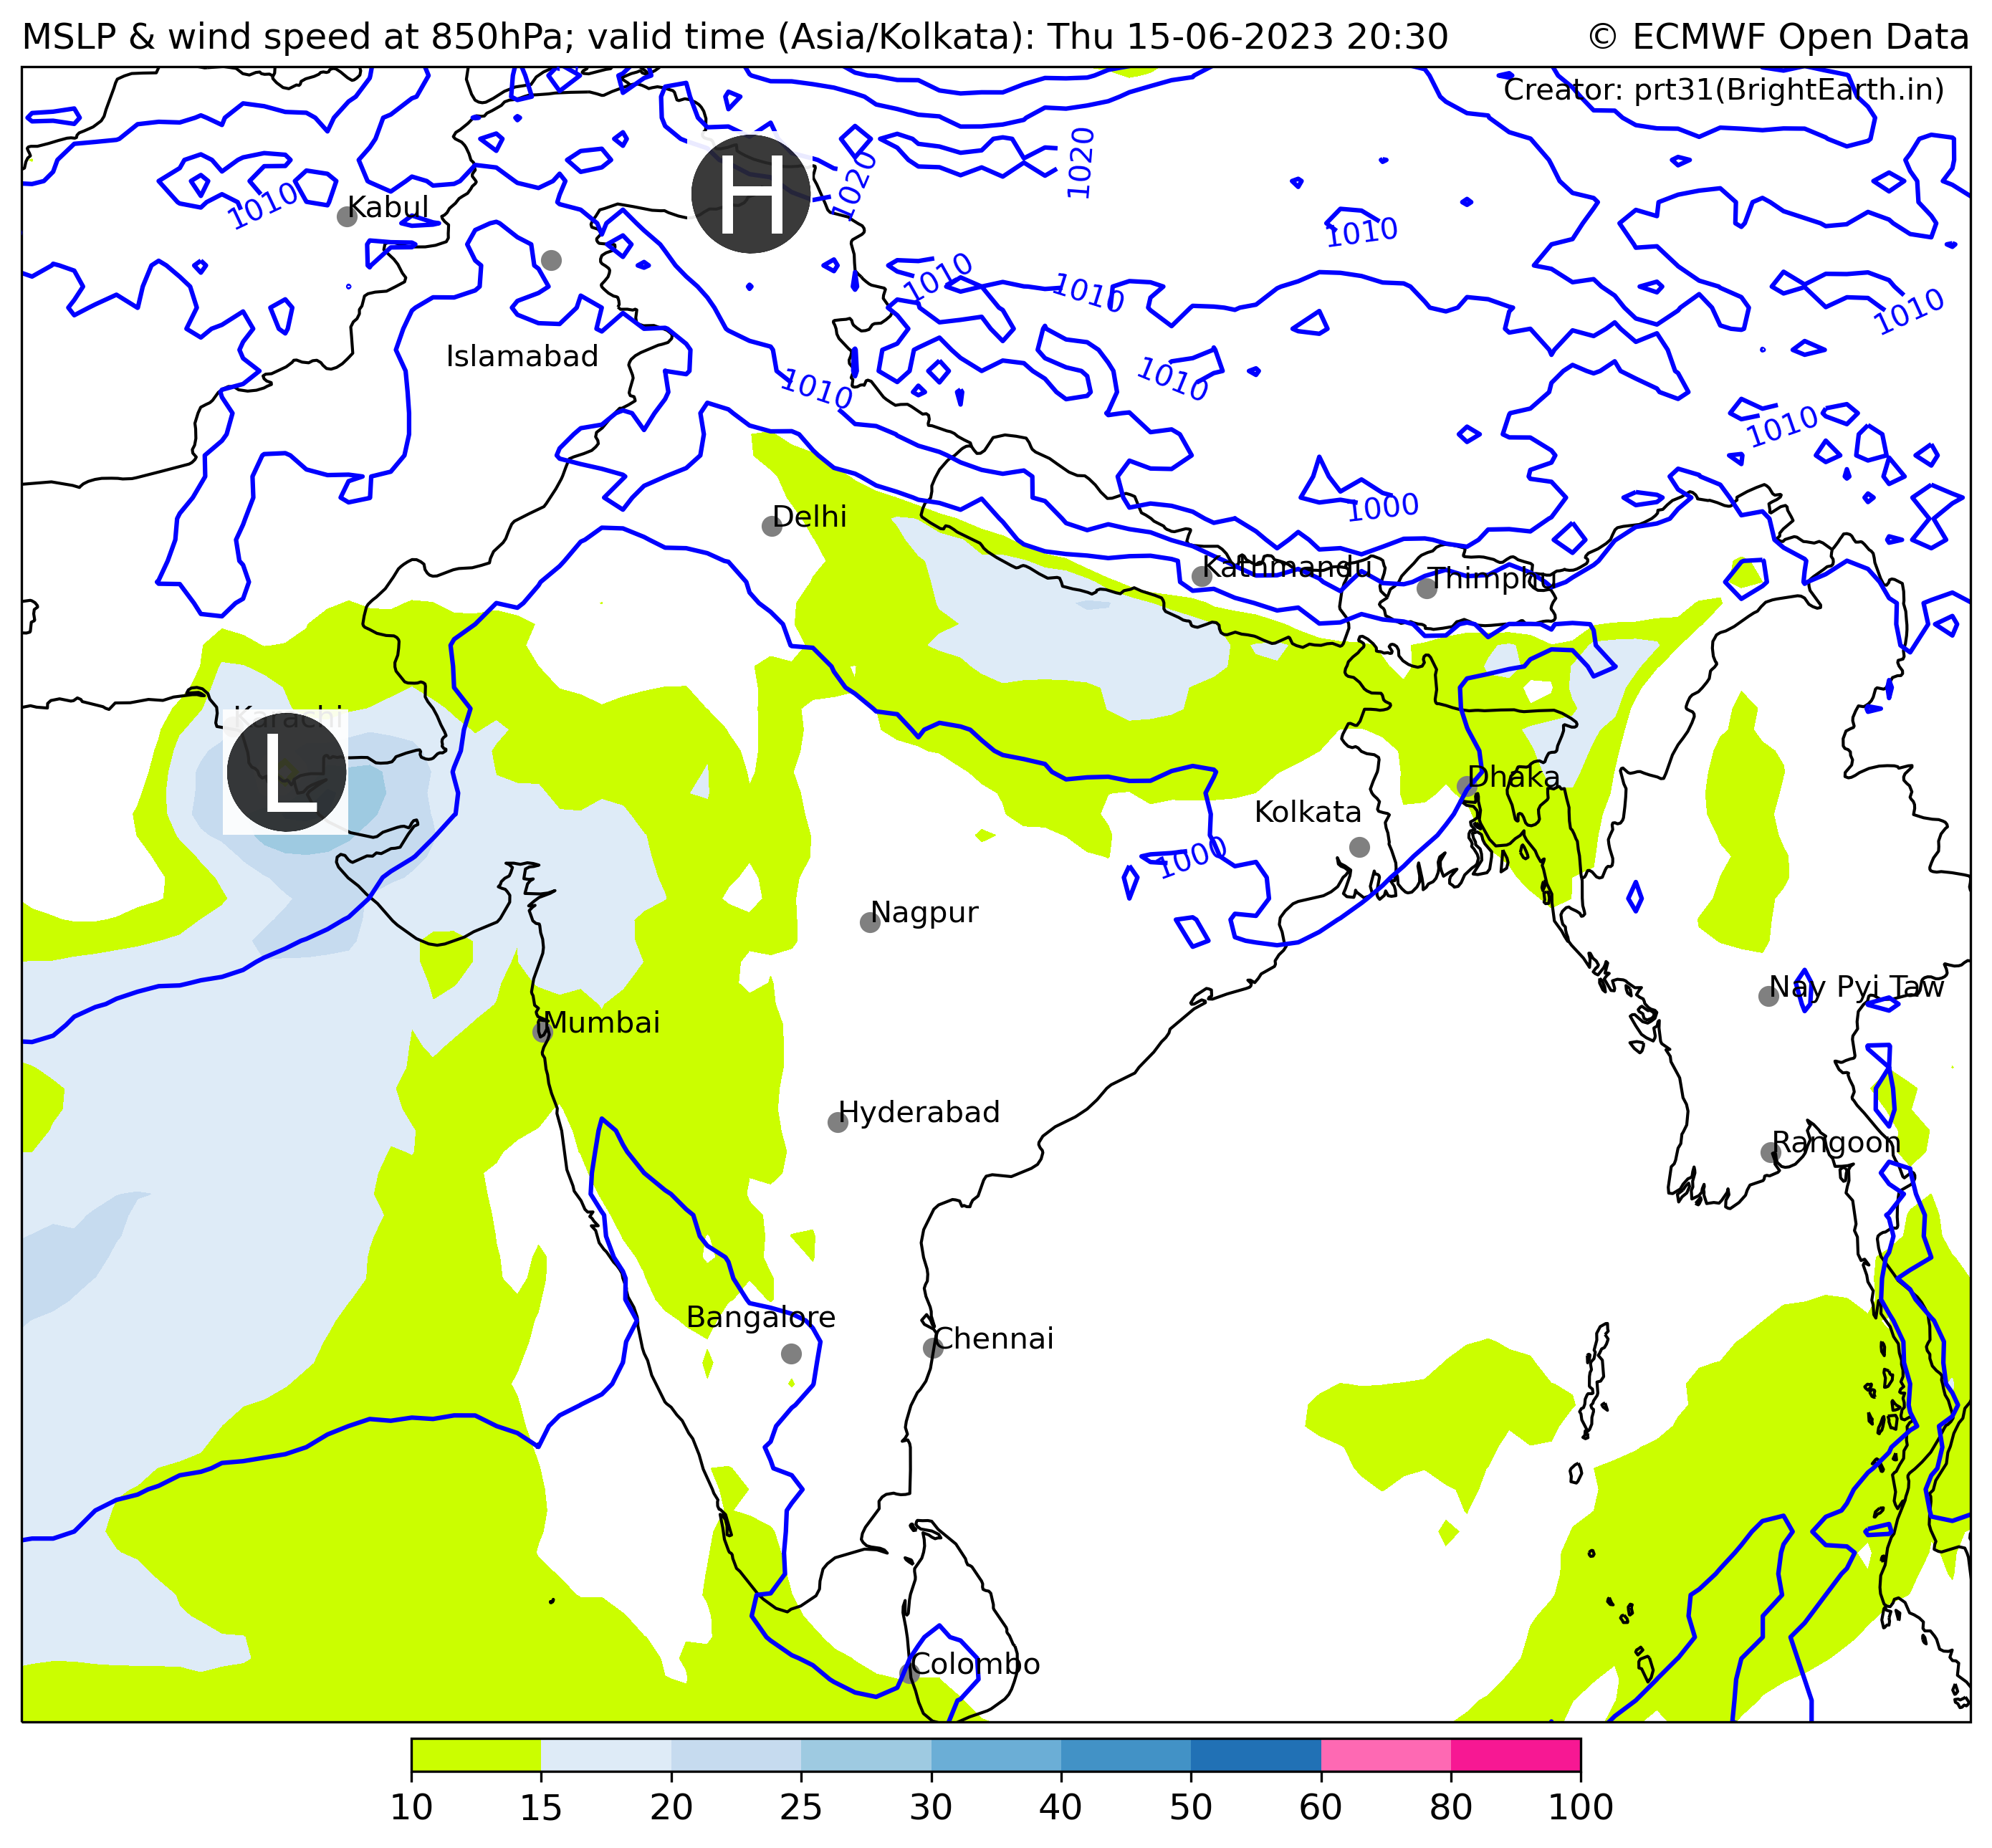 MSLP & wind speed at 850hPa; valid time (Asia/Kolkata): Thu 15-06-2023 20:30
© ECMWF Open Data
Creator: prt31(BrightEarth.in)
H
1020
1020
1010
Kabul
1010
1010
1010
1010
Islamabad
1010
1010
1010
1000
Delhi
Kathmandu
Thimphu
Karachi
L
Dhaka
Kolkata
1000
Nagpur
Nay Pyi Taw
Mumbai
Hyderabad
Rangoon
Bangalore
Chennai
Colombo
10 15 20 25 30 40 50 60 80 100